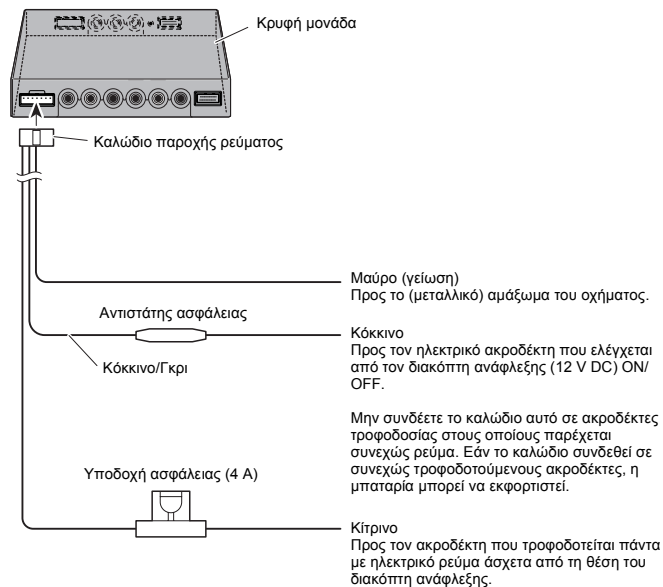 Κρυφή μονάδα
Καλώδιο παροχής ρεύματος
Μαύρο (γείωση)
Προς το (μεταλλικό) αμάξωμα του οχήματος.
Αντιστάτης ασφάλειας
Κόκκινο
Προς τον ηλεκτρικό ακροδέκτη που ελέγχεται
από τον διακόπτη ανάφλεξης (12 V DC) ON/
OFF.
Κόκκινο/Γκρι
Μην συνδέετε το καλώδιο αυτό σε ακροδέκτες
τροφοδοσίας στους οποίους παρέχεται
συνεχώς ρεύμα. Εάν το καλώδιο συνδεθεί σε
συνεχώς τροφοδοτούμενους ακροδέκτες, η
μπαταρία μπορεί να εκφορτιστεί.
Υποδοχή ασφάλειας (4 A)
Κίτρινο
Προς τον ακροδέκτη που τροφοδοτείται πάντα
με ηλεκτρικό ρεύμα άσχετα από τη θέση του
διακόπτη ανάφλεξης.